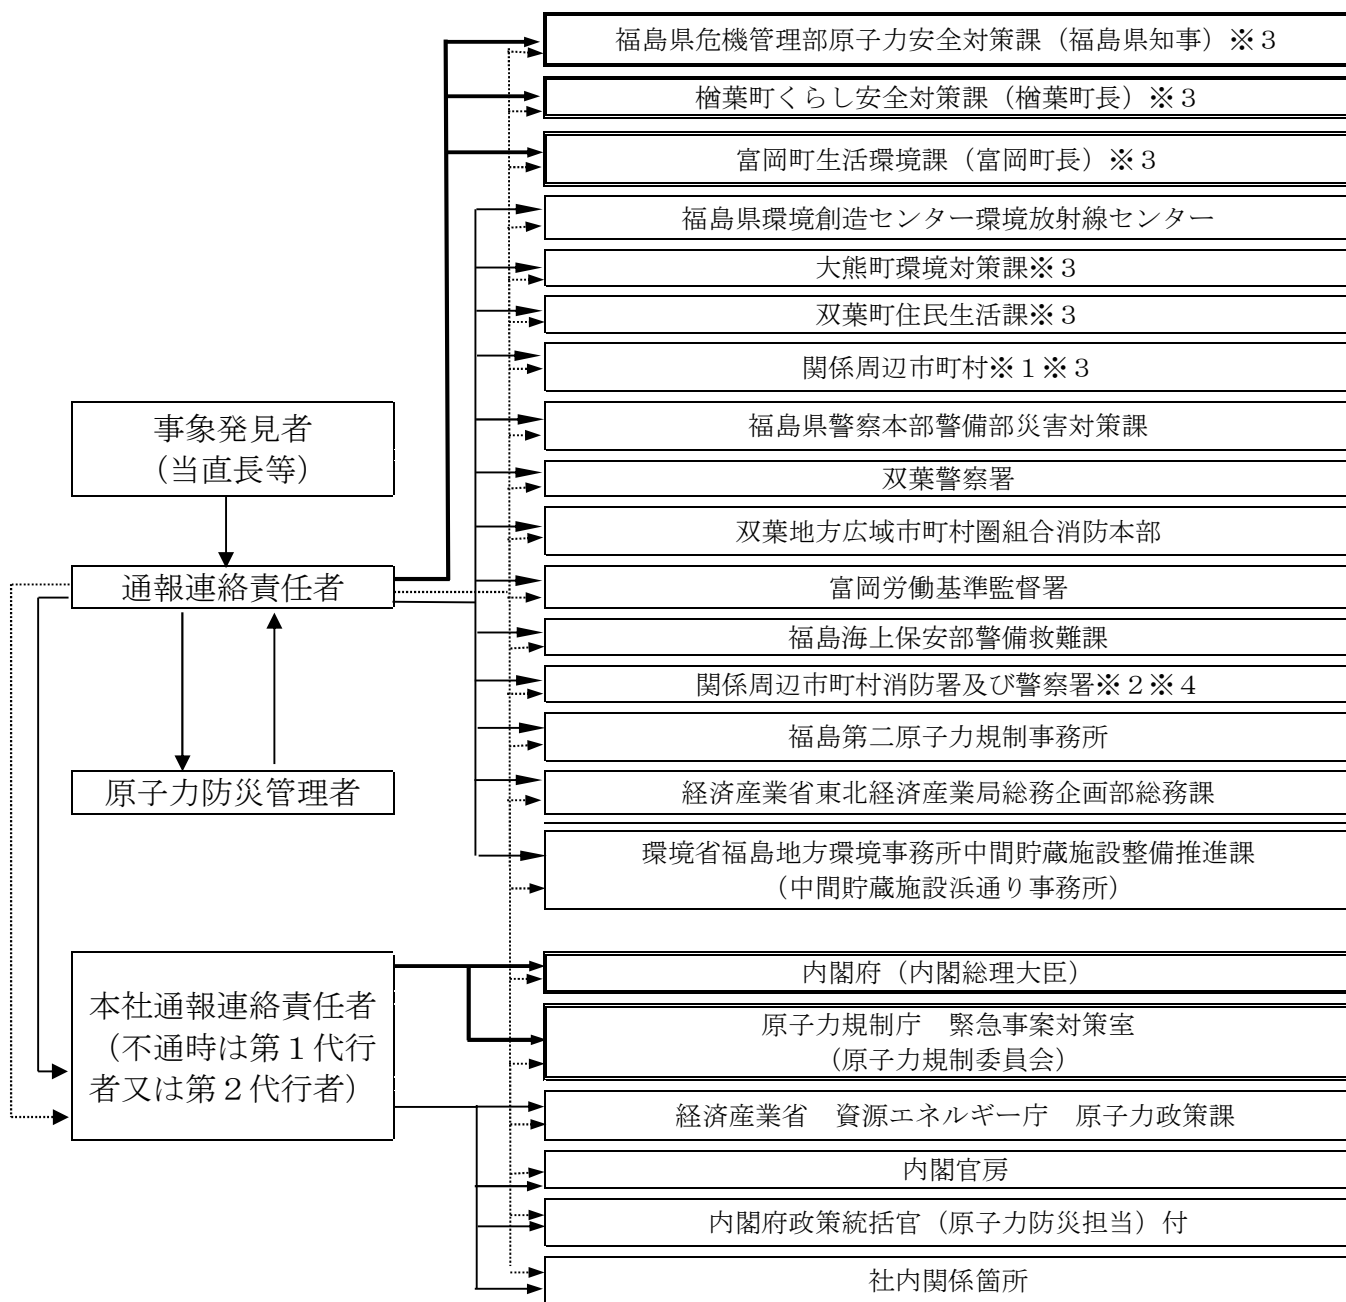 福島県危機管理部原子力安全対策課（福島県知事）※３
楢葉町くらし安全対策課（楢葉町長）※３
富岡町生活環境課（富岡町長）※３
福島県環境創造センター環境放射線センター
大熊町環境対策課※３
双葉町住民生活課※３
関係周辺市町村※１※３
福島県警察本部警備部災害対策課
双葉警察署
双葉地方広域市町村圏組合消防本部
富岡労働基準監督署
福島海上保安部警備救難課
関係周辺市町村消防署及び警察署※２※４
福島第二原子力規制事務所
経済産業省東北経済産業局総務企画部総務課
環境省福島地方環境事務所中間貯蔵施設整備推進課
（中間貯蔵施設浜通り事務所）
事象発見者
（当直長等）
通報連絡責任者
原子力防災管理者
本社通報連絡責任者
（不通時は第１代行
者又は第２代行者）
内閣府（内閣総理大臣）
原子力規制庁　緊急事案対策室
（原子力規制委員会）
経済産業省　資源エネルギー庁　原子力政策課
内閣官房
内閣府政策統括官（原子力防災担当）付
社内関係箇所